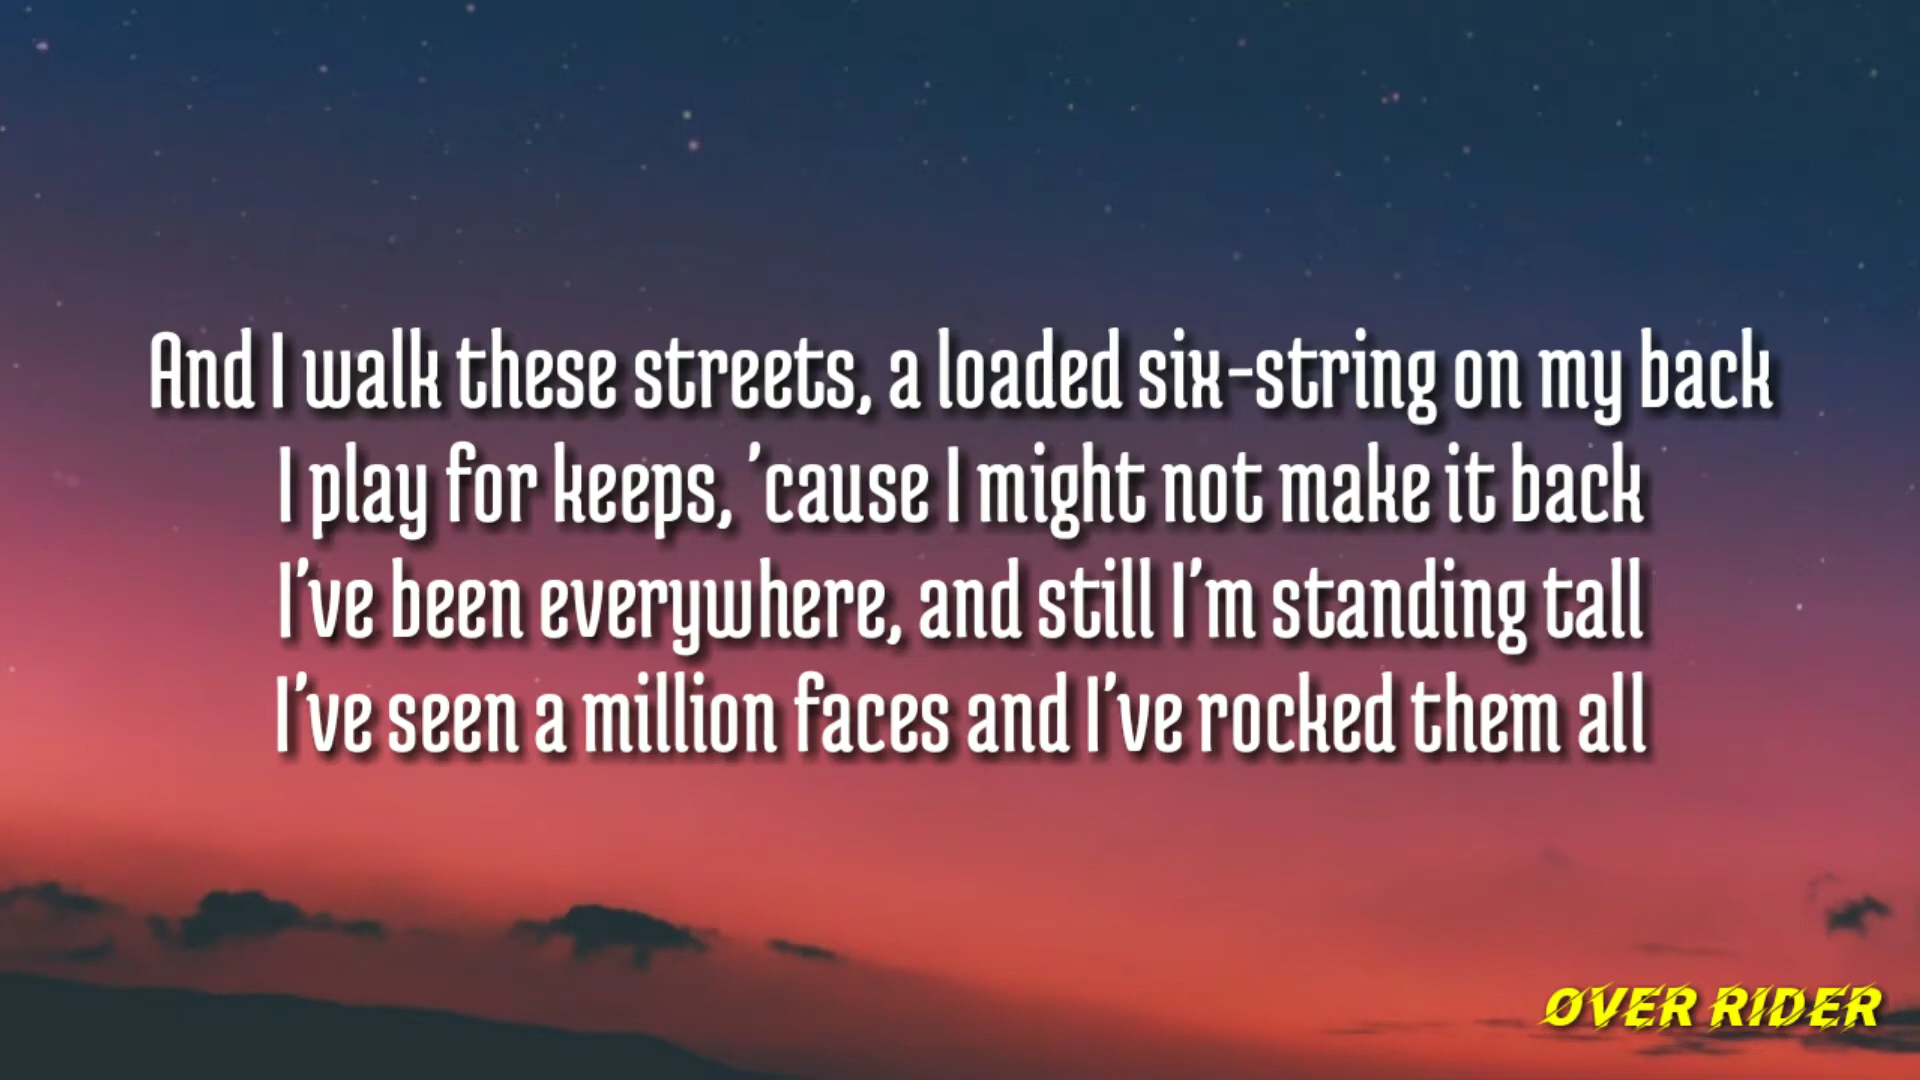 And I walk these streets, a loaded six-string on my back
I play for keeps, 'cause I might not make it back
I've been everywhere, and still I'm standing tall
I've seen a million faces and I've rocked them all
OVER RIDER